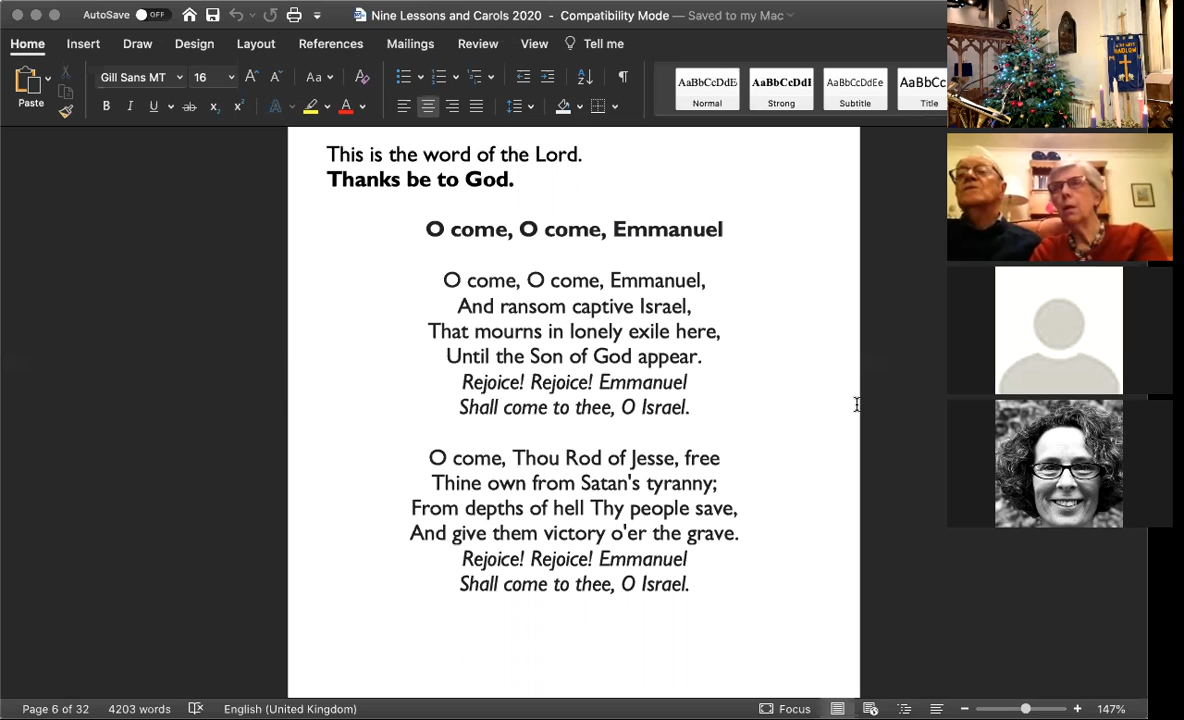 AutoSave OFF
Nine Lessons and Carols 2020 - Compatibility Mode — Saved to my Mac
Home Insert Draw Design Layout References Mailings Review View Tell me
Paste
Gill Sans MT 16
AaBbCcDdE AaBbCcDdI AaBbCcDdEe AaBbCcD
Normal Strong Subtitle Title
This is the word of the Lord.
Thanks be to God.
O come, O come, Emmanuel
O come, O come, Emmanuel,
And ransom captive Israel,
That mourns in lonely exile here,
Until the Son of God appear.
Rejoice! Rejoice! Emmanuel
Shall come to thee, O Israel.
O come, Thou Rod of Jesse, free
Thine own from Satan's tyranny;
From depths of hell Thy people save,
And give them victory o'er the grave.
Rejoice! Rejoice! Emmanuel
Shall come to thee, O Israel.
Page 6 of 32 4203 words English (United Kingdom) Focus 147%